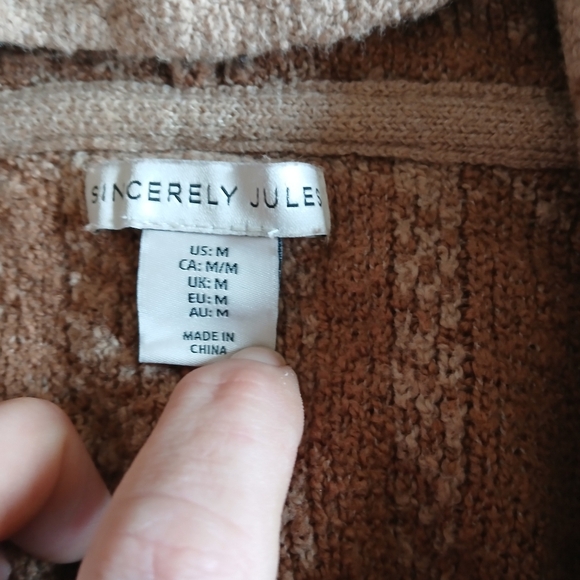 SINCERELY JULES
US: M
CA: M/M
UK: M
EU: M
AU: M
MADE IN
CHINA